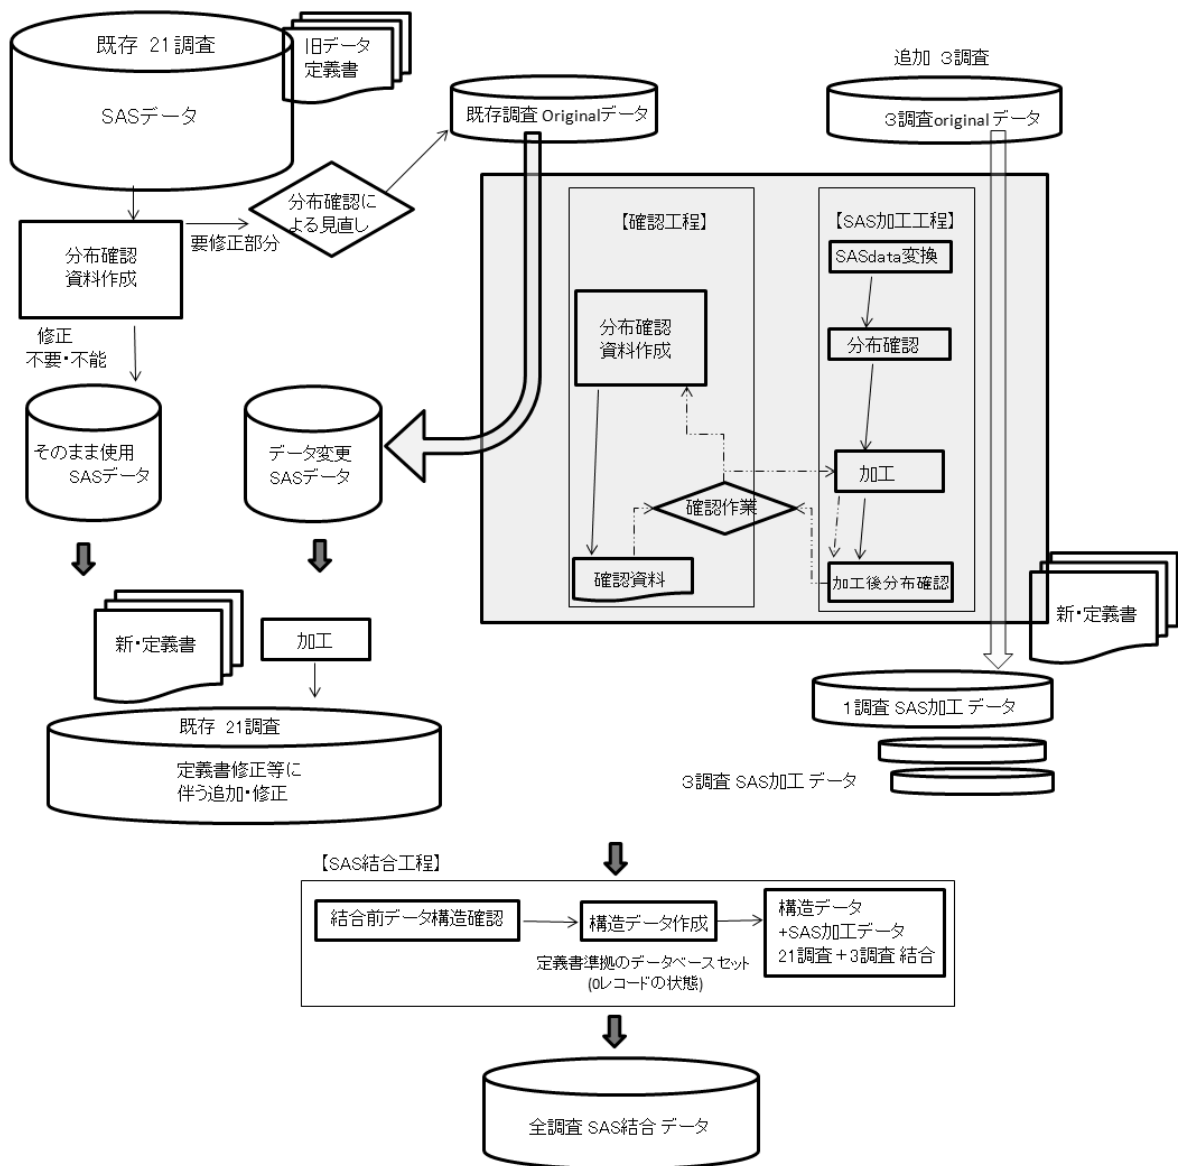 既存 21調査
旧データ
定義書
SASデータ
追加 3調査
既存調査 Originalデータ
3調査original データ
分布確認に
よる見直し
要修正部分
分布確認
資料作成
【確認工程】
【SAS加工工程】
SASdata変換
分布確認
資料作成
分布確認
修正
不要・不能
そのまま使用
SASデータ
データ変更
SASデータ
加工
確認作業
確認資料
加工後分布確認
新・定義書
加工
新・定義書
1調査 SAS加工 データ
既存 21調査
定義書修正等に
伴う追加・修正
3調査 SAS加工 データ
【SAS結合工程】
結合前データ構造確認
構造データ作成
構造データ
+SAS加工データ
21調査+3調査 結合
定義書準拠のデータベースセット
(0レコードの状態)
全調査 SAS結合 データ